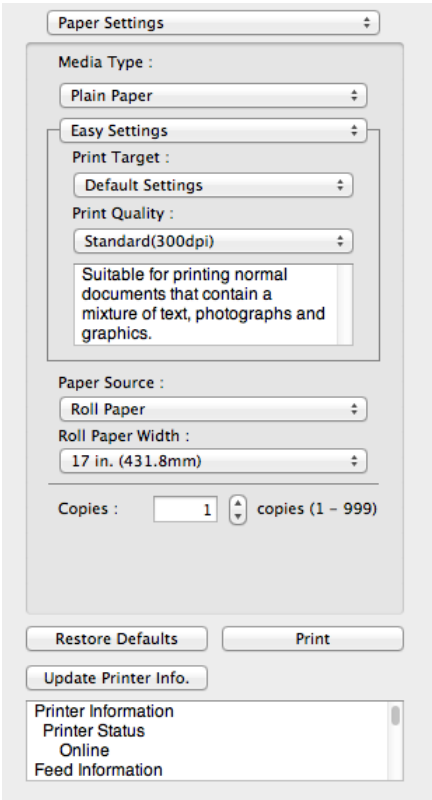 Paper Settings
Media Type :
Plain Paper
Easy Settings
Print Target :
Default Settings
Print Quality :
Standard(300dpi)
Suitable for printing normal
documents that contain a
mixture of text, photographs and
graphics.
Paper Source :
Roll Paper
Roll Paper Width :
17 in. (431.8mm)
Copies : 1 copies (1 – 999)
Restore Defaults Print
Update Printer Info.
Printer Information
Printer Status
Online
Feed Information